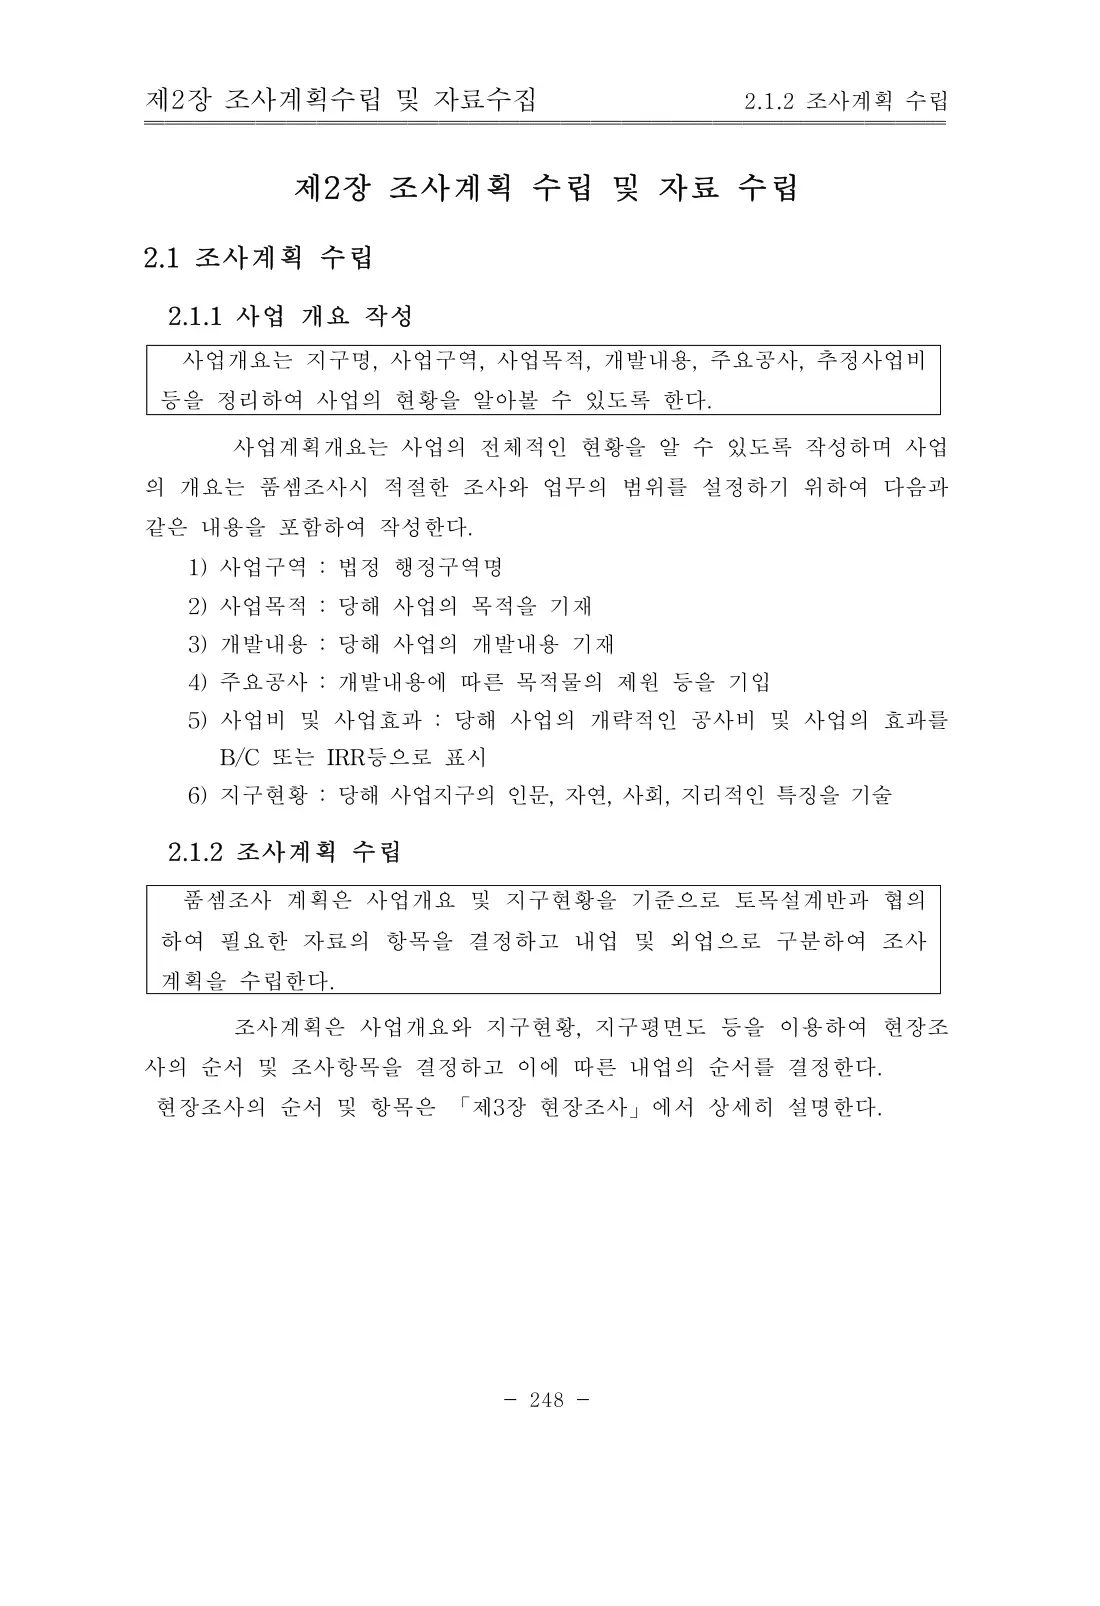 제2장 조사계획수립 및 자료수집 2.1.2 조사계획 수립
제2장 조사계획 수립 및 자료 수립
2.1 조사계획 수립
2.1.1 사업 개요 작성
사업개요는 지구명, 사업구역, 사업목적, 개발내용, 주요공사, 추정사업비
등을 정리하여 사업의 현황을 알아볼 수 있도록 한다.
사업계획개요는 사업의 전체적인 현황을 알 수 있도록 작성하며 사업
의 개요는 품셈조사시 적절한 조사와 업무의 범위를 설정하기 위하여 다음과
같은 내용을 포함하여 작성한다.
1) 사업구역 : 법정 행정구역명
2) 사업목적 : 당해 사업의 목적을 기재
3) 개발내용 : 당해 사업의 개발내용 기재
4) 주요공사 : 개발내용에 따른 목적물의 제원 등을 기입
5) 사업비 및 사업효과 : 당해 사업의 개략적인 공사비 및 사업의 효과를
B/C 또는 IRR등으로 표시
6) 지구현황 : 당해 사업지구의 인문, 자연, 사회, 지리적인 특징을 기술
2.1.2 조사계획 수립
품셈조사 계획은 사업개요 및 지구현황을 기준으로 토목설계반과 협의
하여 필요한 자료의 항목을 결정하고 내업 및 외업으로 구분하여 조사
계획을 수립한다.
조사계획은 사업개요와 지구현황, 지구평면도 등을 이용하여 현장조
사의 순서 및 조사항목을 결정하고 이에 따른 내업의 순서를 결정한다.
현장조사의 순서 및 항목은 「제3장 현장조사」에서 상세히 설명한다.
- 248 -